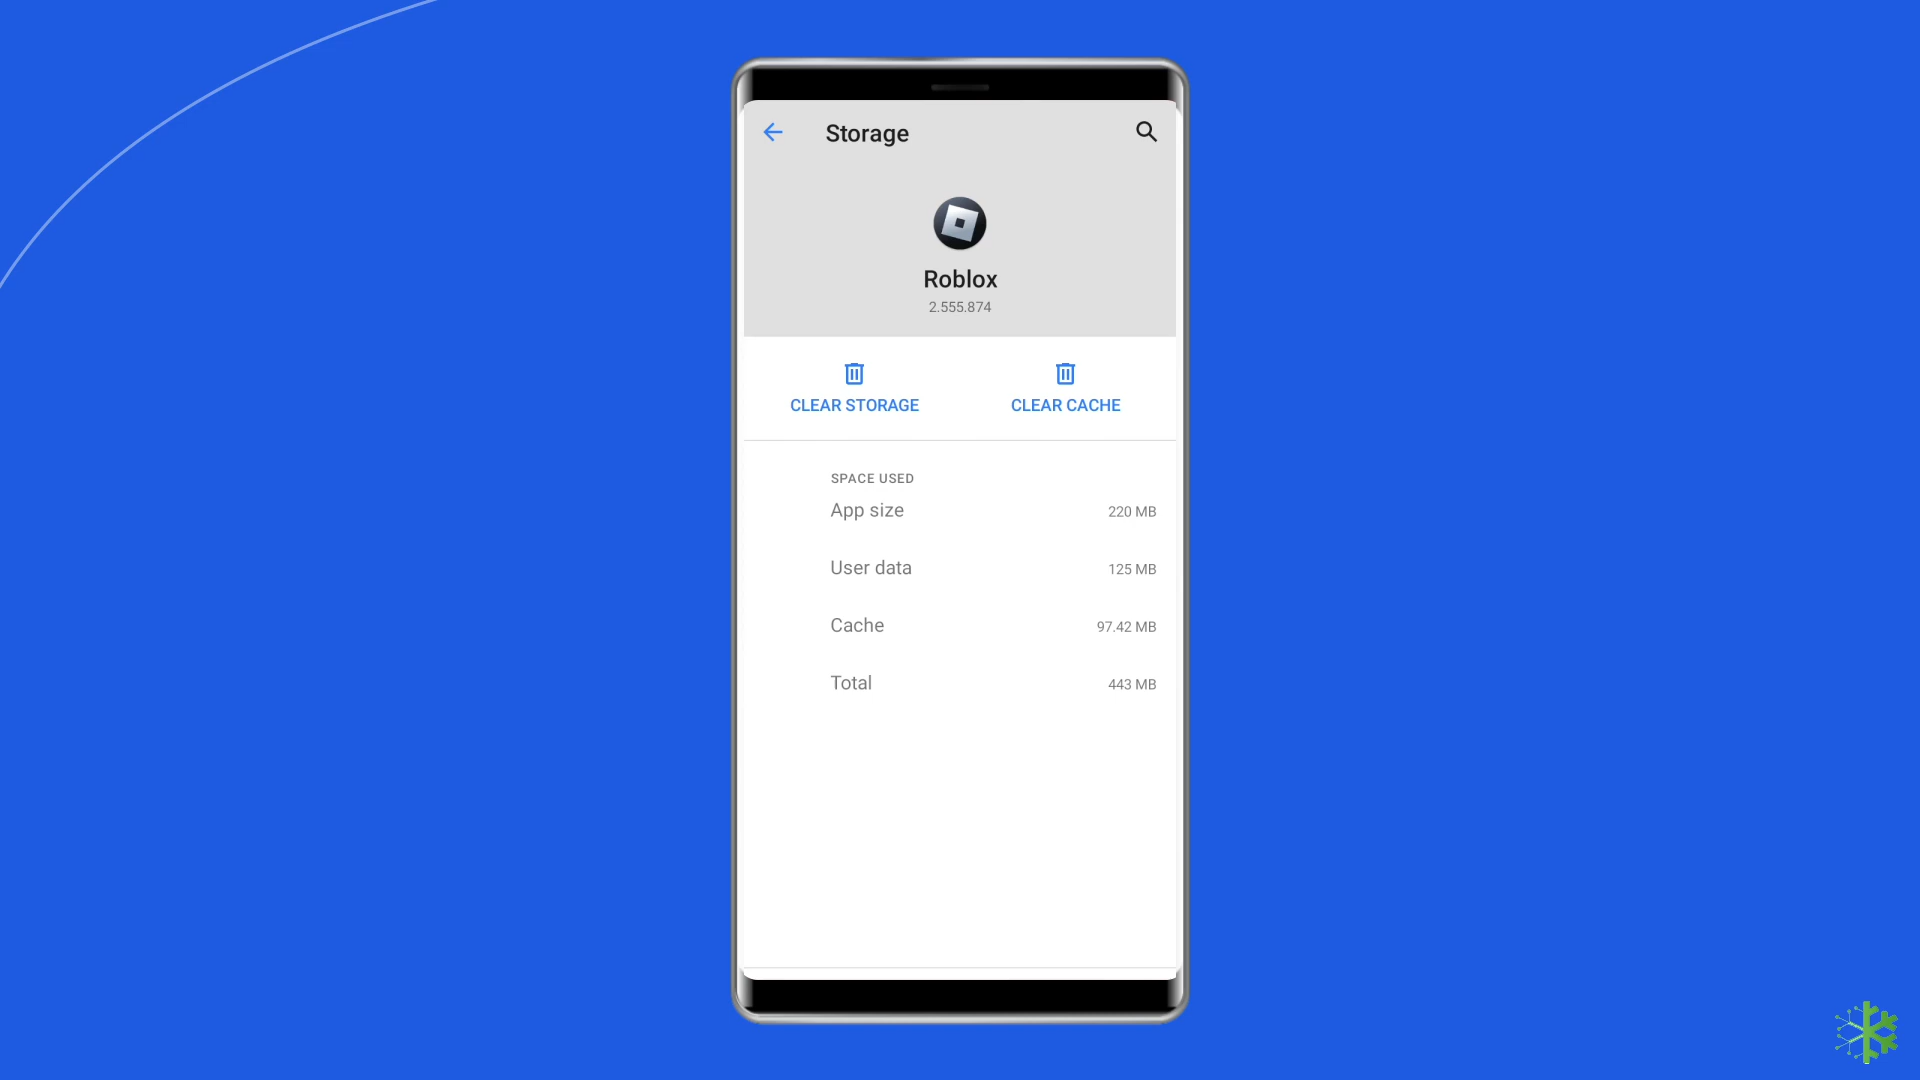 Storage
Roblox
2.555.874
CLEAR STORAGE
CLEAR CACHE
SPACE USED
App size
220 MB
User data
125 MB
Cache
97.42 MB
Total
443 MB